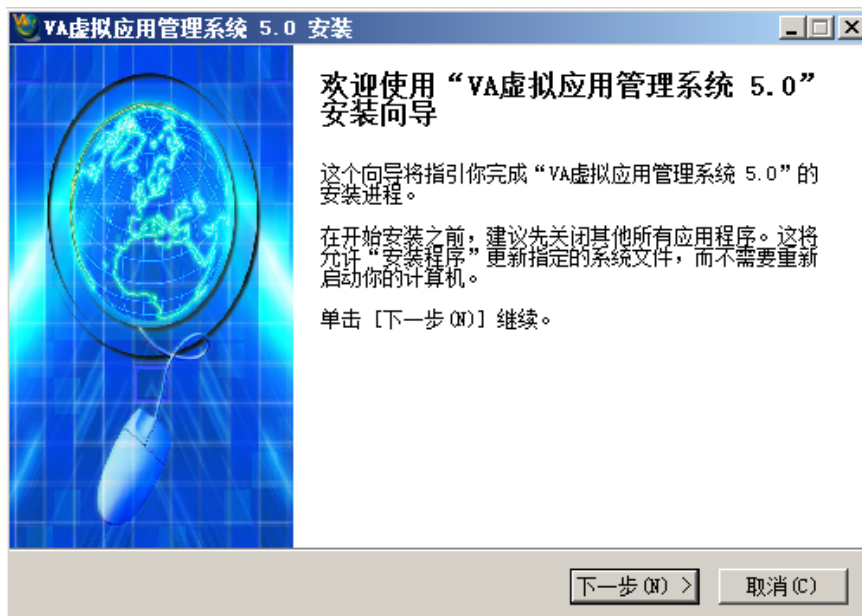 VA虚拟应用管理系统 5.0 安装
欢迎使用“VA虚拟应用管理系统 5.0”
安装向导
这个向导将指引你完成“VA虚拟应用管理系统 5.0”的
安装进程。
在开始安装之前，建议先关闭其他所有应用程序。这将
允许“安装程序”更新指定的系统文件，而不需要重新
启动你的计算机。
单击 [下一步(N)] 继续。
下一步(N) >
取消(C)